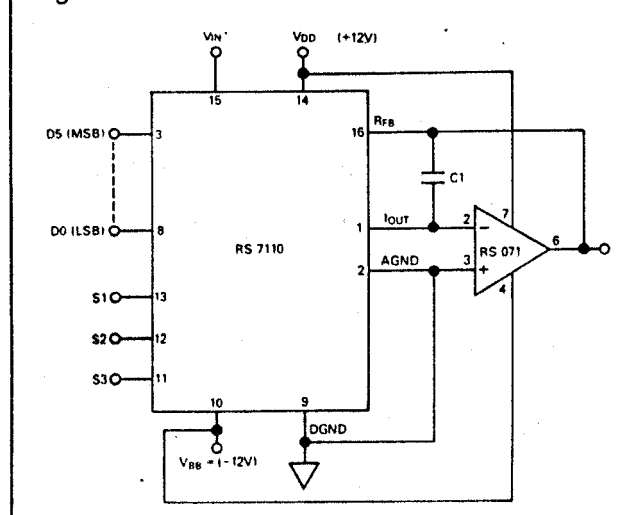 VIN
VDD (+12V)
15
14
D5 (MSB)
3
16
RFB
C1
D0 (LSB)
8
1
IOUT
2
7
RS 7110
RS 071
6
2
AGND
3
4
S1
13
S2
12
S3
11
10
9
DGND
VBB = (-12V)